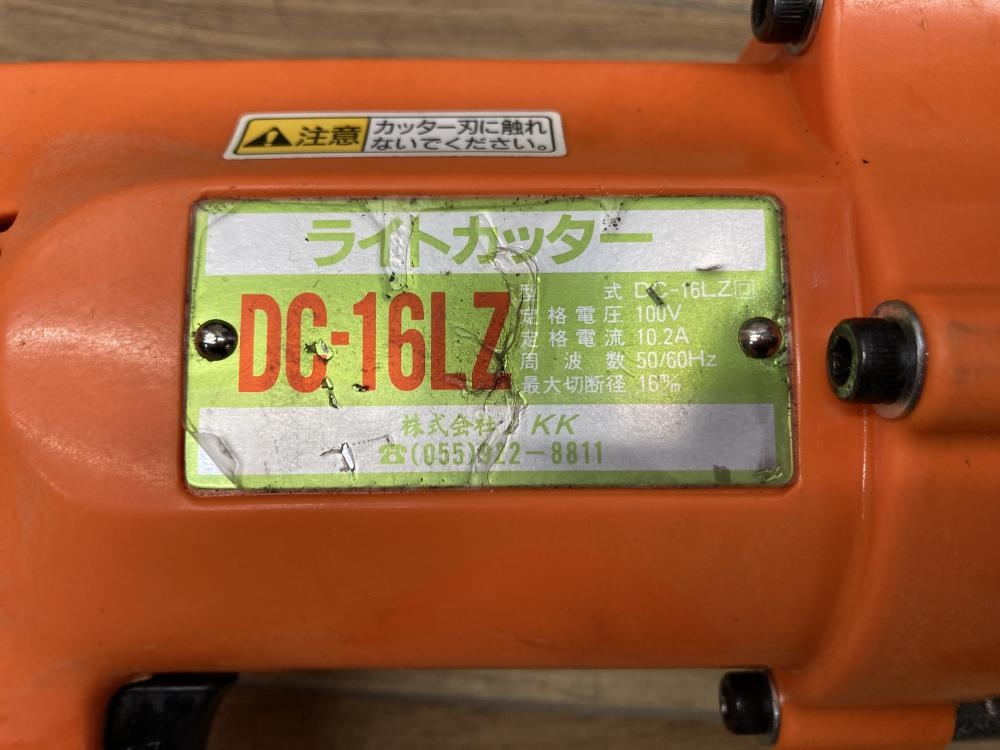 注意 カッター刃に触れ
ないでください。
ライトカッター
DC-16LZ
型 式 DC-16LZ
定格電圧 100V
定格電流 10.2A
周波数 50/60Hz
最大切断径 16m/m
株式会社 KK
☎(055)922-8811